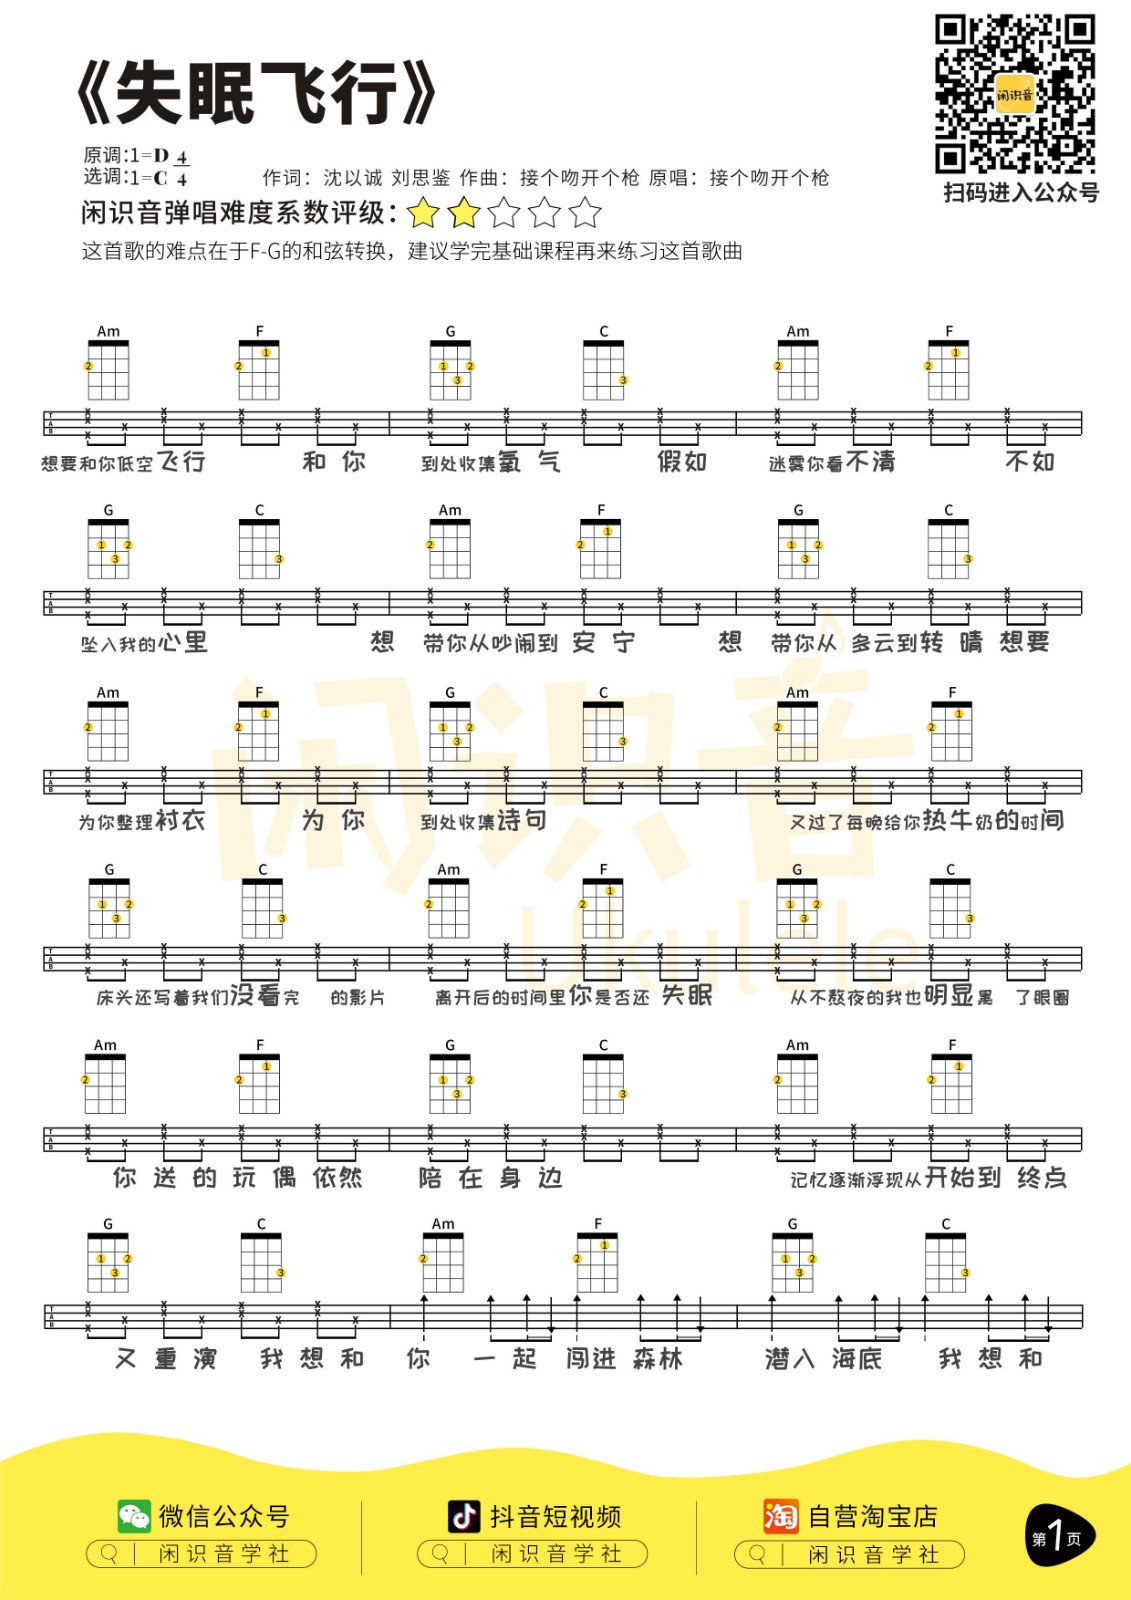 《失眠飞行》
闲识音
扫码进入公众号
原调:1=D 4
选调:1=C 4
作词：沈以诚 刘思鉴 作曲：接个吻开个枪 原唱：接个吻开个枪
闲识音弹唱难度系数评级：
这首歌的难点在于F-G的和弦转换，建议学完基础课程再来练习这首歌曲
Am F G C Am F
想要和你低空飞行 和你 到处收集氧气 假如 迷雾你看不清 不如
G C Am F G C
坠入我的心里 想 带你从吵闹到安宁 想 带你从多云到转晴想要
Am F G C Am F
为你整理衬衣 为你 到处收集诗句 又过了每晚给你热牛奶的时间
G C Am F G C
床头还写着我们没看完 的影片 离开后的时间里你是否还失眠 从不熬夜的我也明显黑 了眼圈
Am F G C Am F
你送的玩偶依然 陪在身边 记忆逐渐浮现从开始到终点
G C Am F G C
又重演 我想和 你 一起 闯进森林 潜入海底 我想和
闲识音
Ukulele
微信公众号
闲识音学社
抖音短视频
闲识音学社
淘 自营淘宝店
闲识音学社
第1页